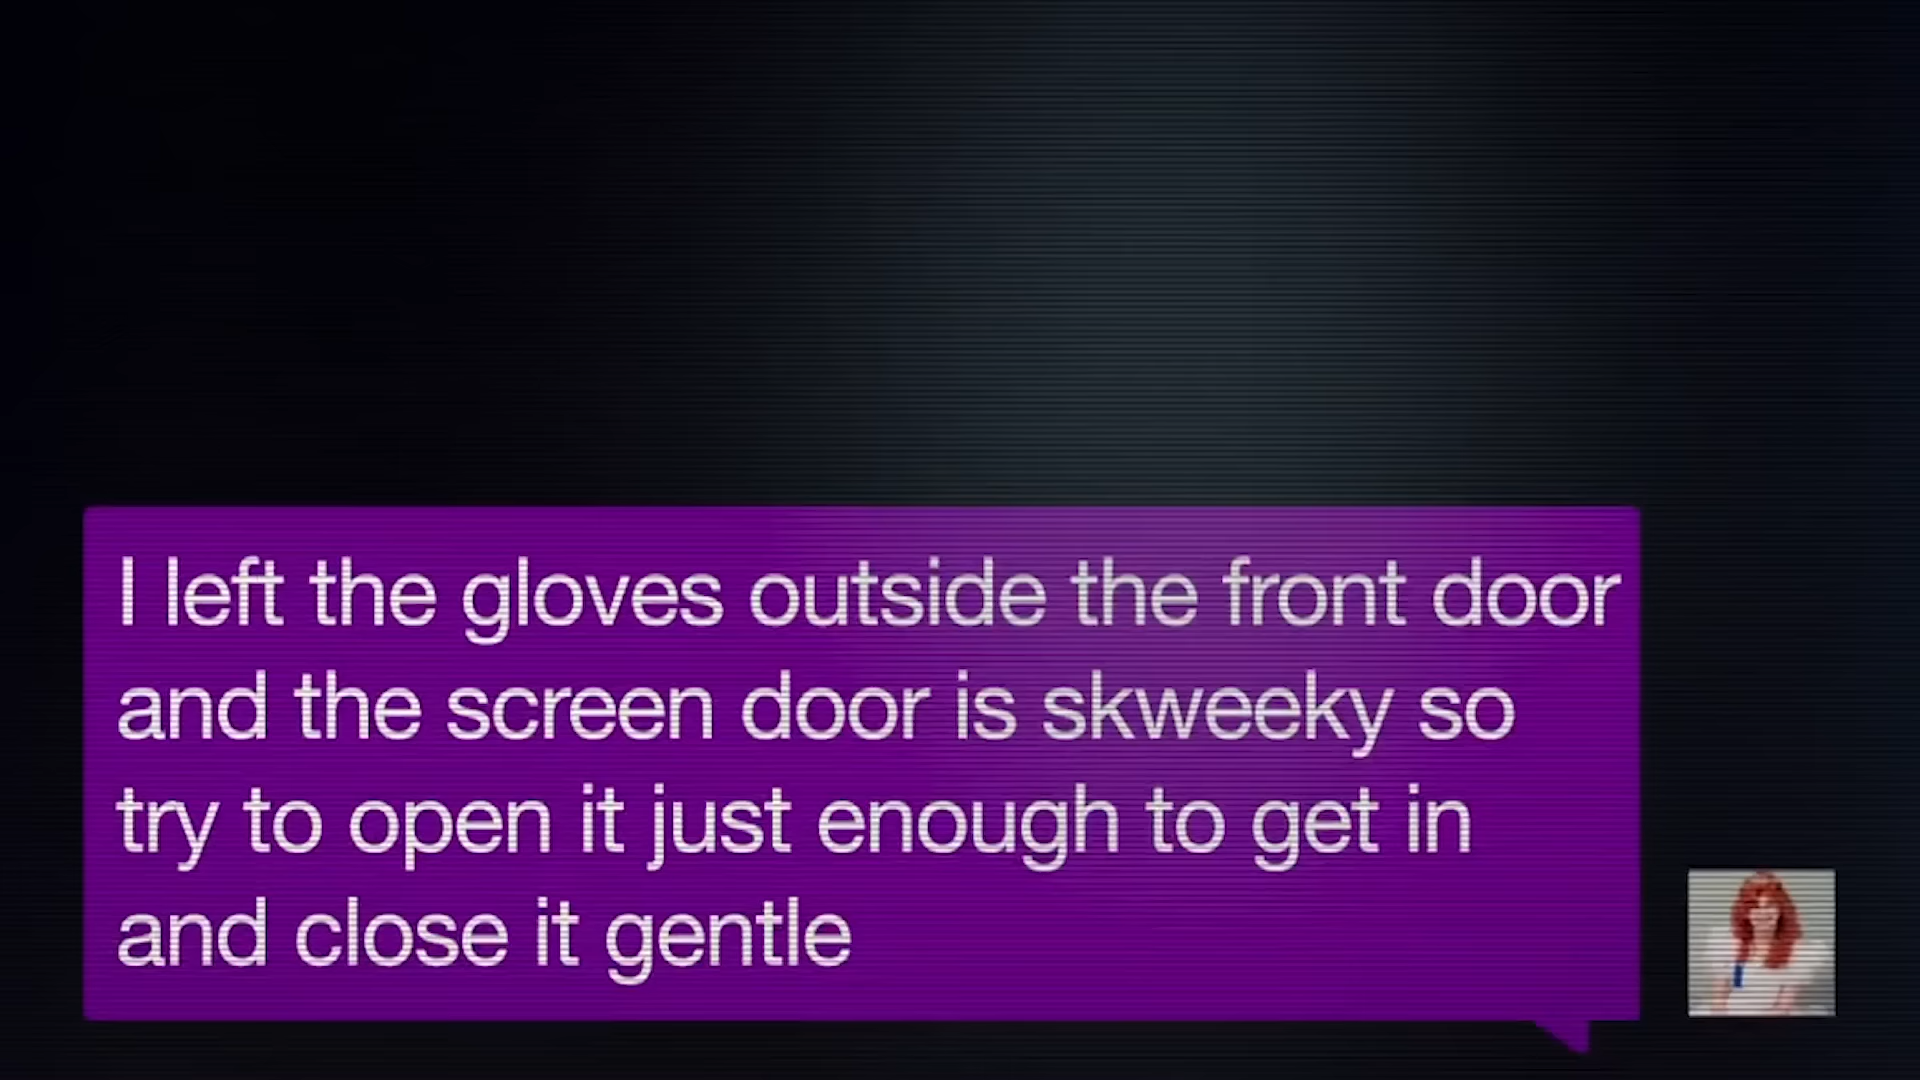 I left the gloves outside the front door
and the screen door is skweeky so
try to open it just enough to get in
and close it gentle